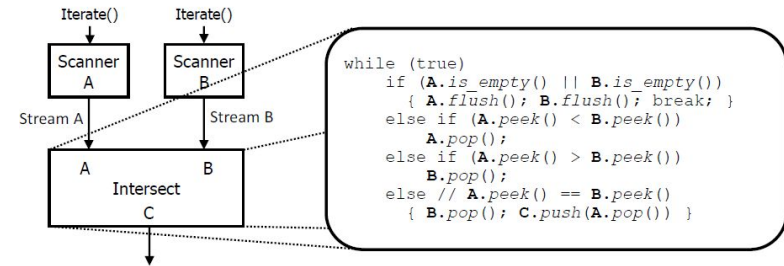 Iterate()
Iterate()
Scanner
A
Scanner
B
Stream A
Stream B
A
B
Intersect
C
while (true)
if (A.is_empty() || B.is_empty())
{ A.flush(); B.flush(); break; }
else if (A.peek() < B.peek())
A.pop();
else if (A.peek() > B.peek())
B.pop();
else // A.peek() == B.peek()
{ B.pop(); C.push(A.pop()) }